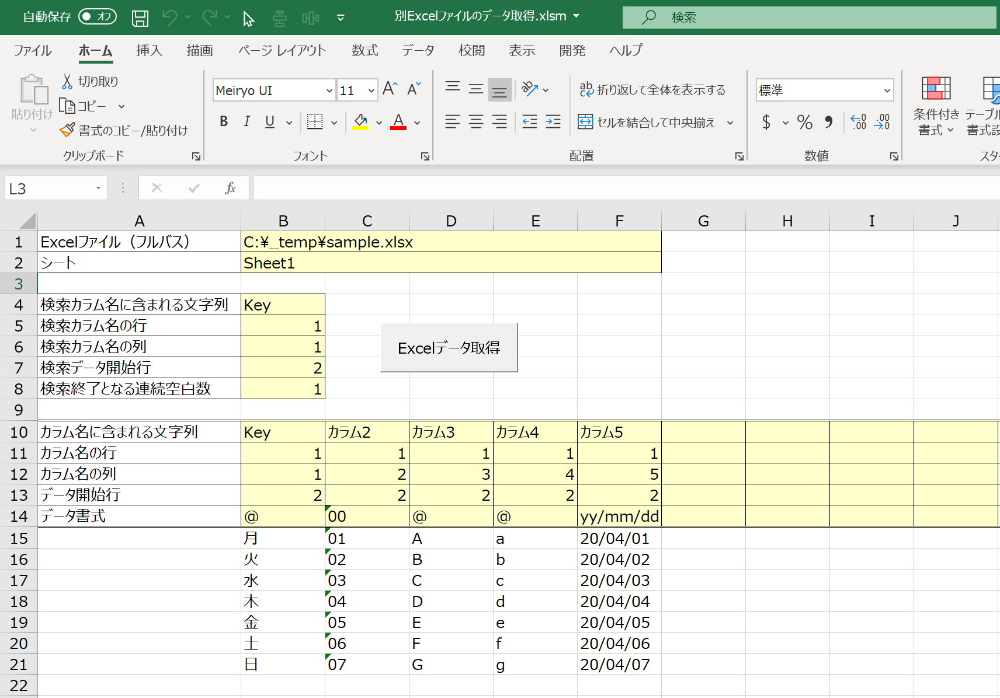 自動保存 オフ 別Excelファイルのデータ取得.xlsm 検索
ファイル ホーム 挿入 描画 ページ レイアウト 数式 データ 校閲 表示 開発 ヘルプ
貼り付け
切り取り
コピー
書式のコピー/貼り付け
クリップボード
Meiryo UI 11 A A
B I U A
フォント
ab 折り返して全体を表示する
セルを結合して中央揃え
配置
標準
$ % 9 .00 .00
数値
条件付き書式
テーブル
書式設
スタ
L3 fx
A B C D E F G H I J
1 Excelファイル（フルバス） C:¥_temp¥sample.xlsx
2 シート Sheet1
3
4 検索カラム名に含まれる文字列 Key
5 検索カラム名の行 1
6 検索カラム名の列 1
7 検索データ開始行 2
8 検索終了となる連続空白数 1
Excelデータ取得
9
10 カラム名に含まれる文字列 Key カラム2 カラム3 カラム4 カラム5
11 カラム名の行 1 1 1 1 1
12 カラム名の列 1 2 3 4 5
13 データ開始行 2 2 2 2 2
14 データ書式 @ 00 @ @ yy/mm/dd
15 月 01 A a 20/04/01
16 火 02 B b 20/04/02
17 水 03 C c 20/04/03
18 木 04 D d 20/04/04
19 金 05 E e 20/04/05
20 土 06 F f 20/04/06
21 日 07 G g 20/04/07
22